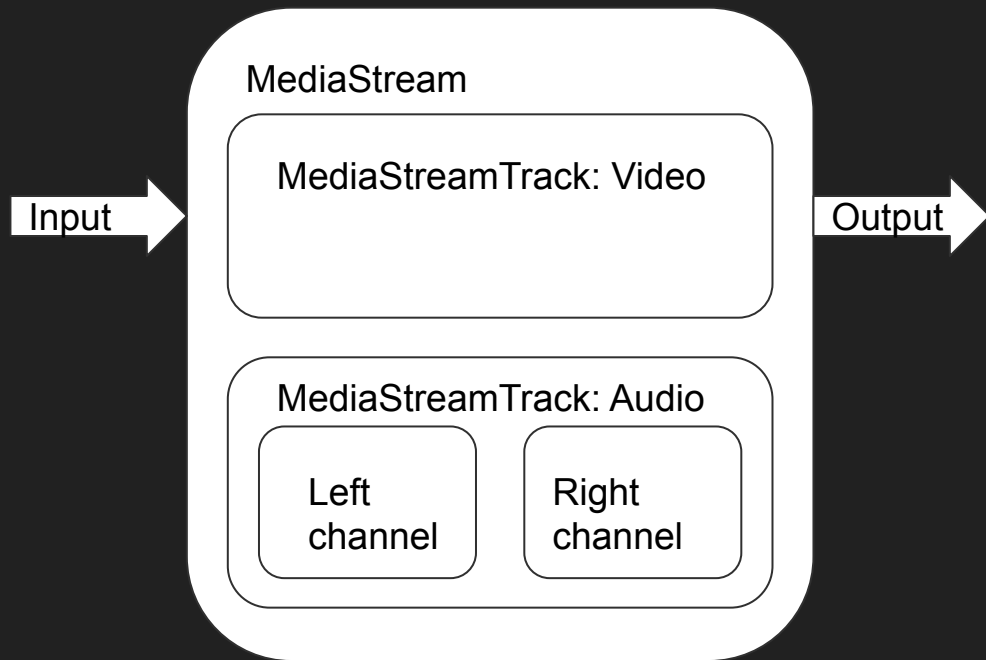 MediaStream
MediaStreamTrack: Video
Input
Output
MediaStreamTrack: Audio
Left
channel
Right
channel